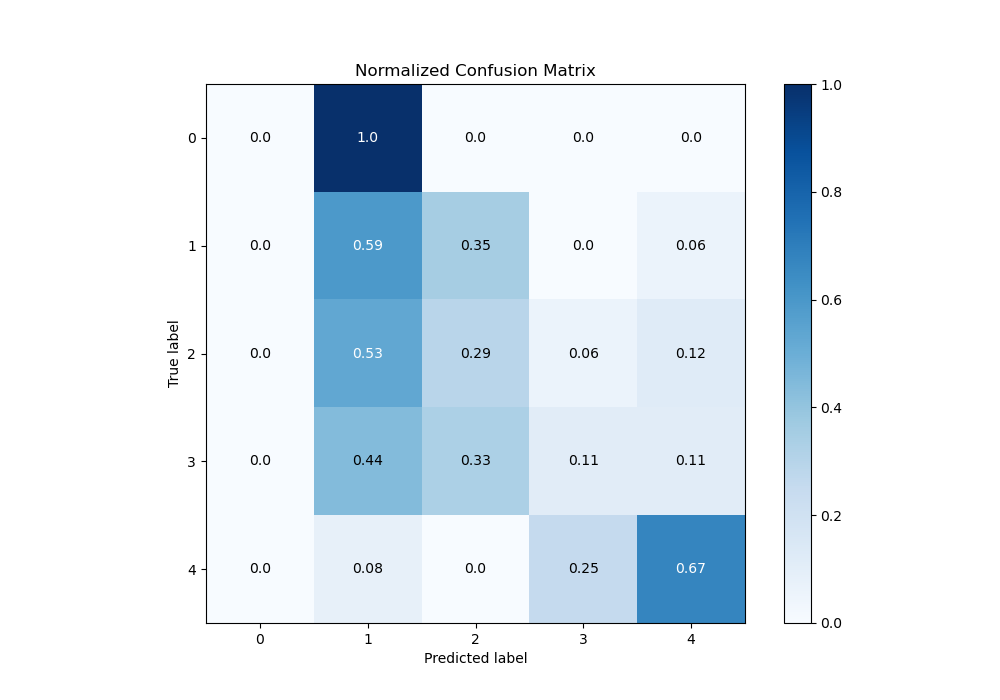 Normalized Confusion Matrix
True label
0 0.0 1.0 0.0 0.0 0.0
1 0.0 0.59 0.35 0.0 0.06
2 0.0 0.53 0.29 0.06 0.12
3 0.0 0.44 0.33 0.11 0.11
4 0.0 0.08 0.0 0.25 0.67
0 1 2 3 4
Predicted label
1.0
0.8
0.6
0.4
0.2
0.0